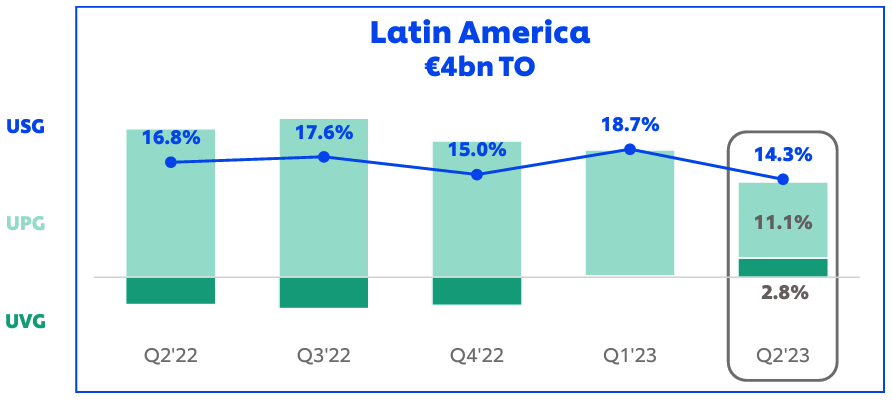 Latin America
€4bn TO
USG
16.8%
17.6%
15.0%
18.7%
14.3%
UPG
11.1%
2.8%
UVG
Q2'22
Q3'22
Q4'22
Q1'23
Q2'23